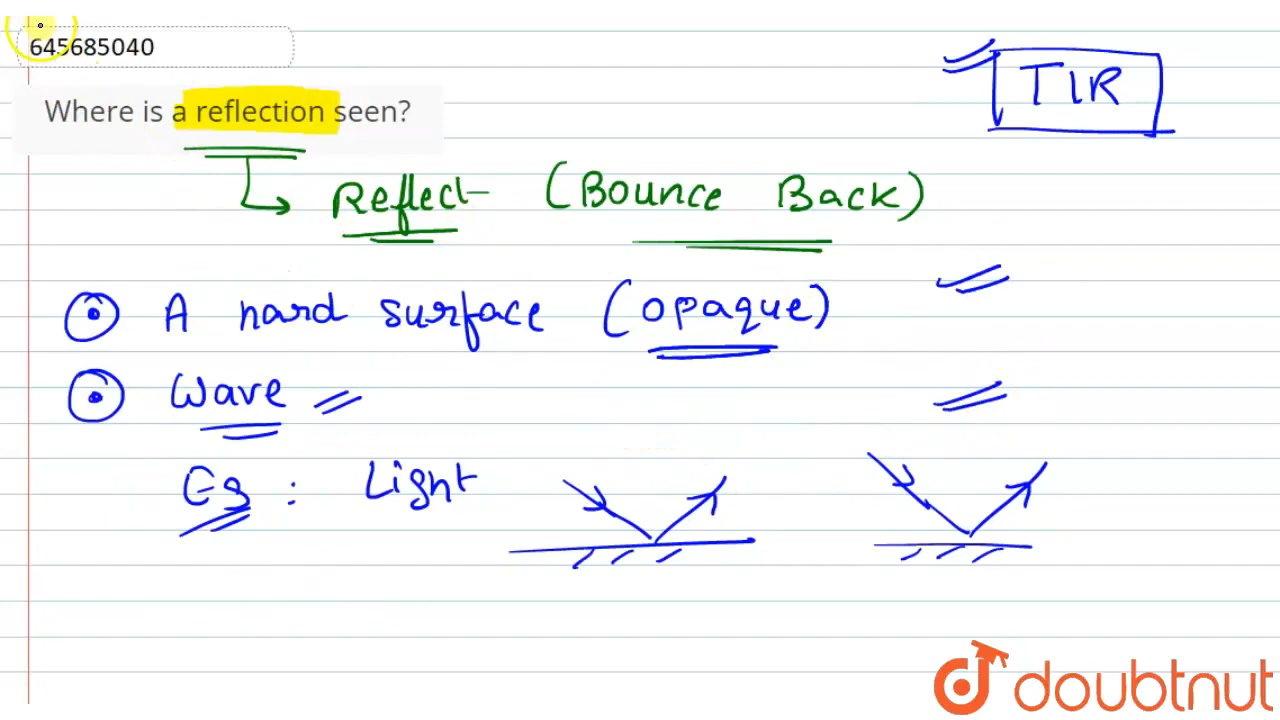 645685040
TIR
Where is a reflection seen?
Reflect (Bounce Back)
A hard surface (opaque)
Wave
Eg : Light
doubtnut